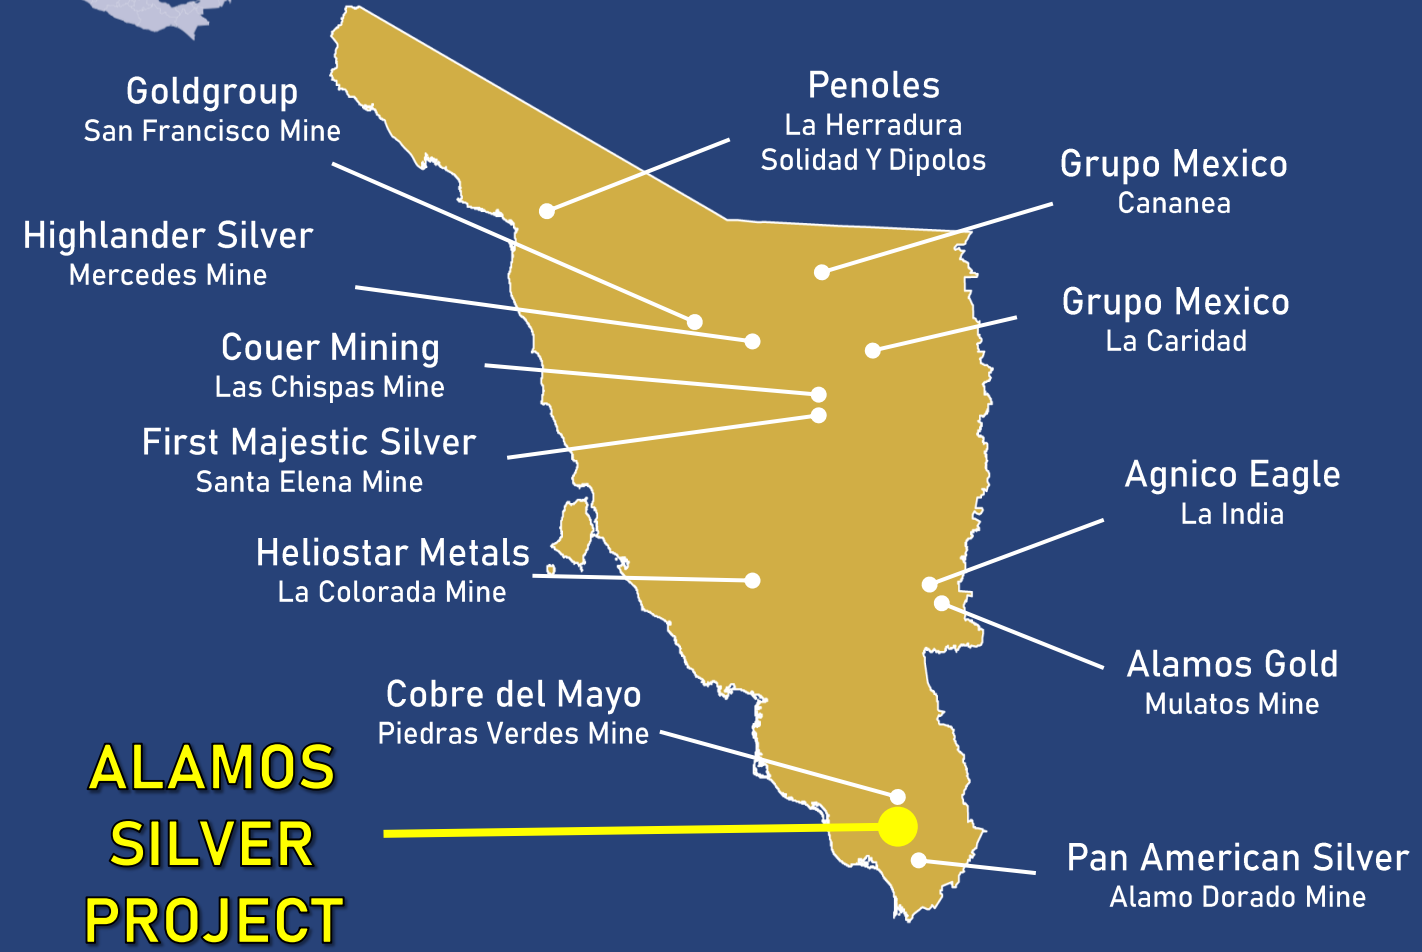 Goldgroup
San Francisco Mine
Penoles
La Herradura
Solidad Y Dipolos
Grupo Mexico
Cananea
Highlander Silver
Mercedes Mine
Grupo Mexico
La Caridad
Couer Mining
Las Chispas Mine
First Majestic Silver
Santa Elena Mine
Agnico Eagle
La India
Heliostar Metals
La Colorada Mine
Alamos Gold
Mulatos Mine
Cobre del Mayo
Piedras Verdes Mine
ALAMOS
SILVER
PROJECT
Pan American Silver
Alamo Dorado Mine